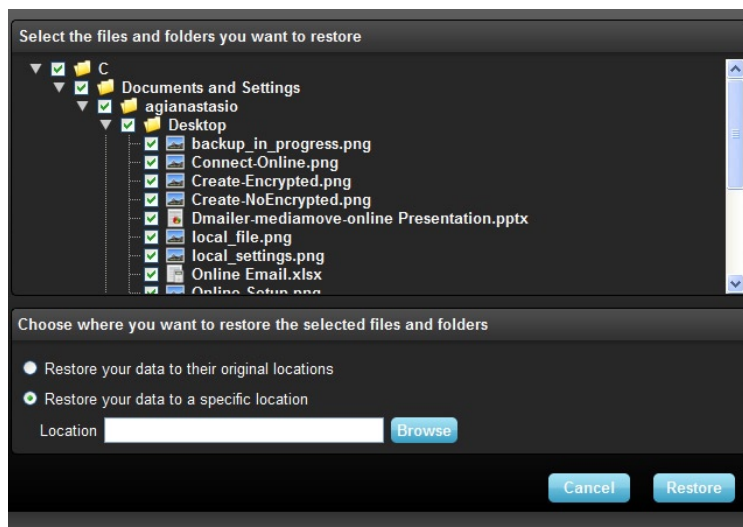 Select the files and folders you want to restore
C
Documents and Settings
agianastasio
Desktop
backup_in_progress.png
Connect-Online.png
Create-Encrypted.png
Create-NoEncrypted.png
Dmailer-mediamove-online Presentation.pptx
local_file.png
local_settings.png
Online Email.xlsx
Online-Setup.png
Choose where you want to restore the selected files and folders
Restore your data to their original locations
Restore your data to a specific location
Location Browse
Cancel Restore